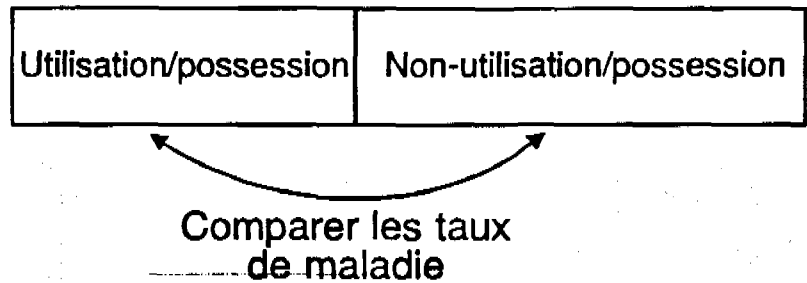 Utilisation/possession
Non-utilisation/possession
Comparer les taux
de maladie